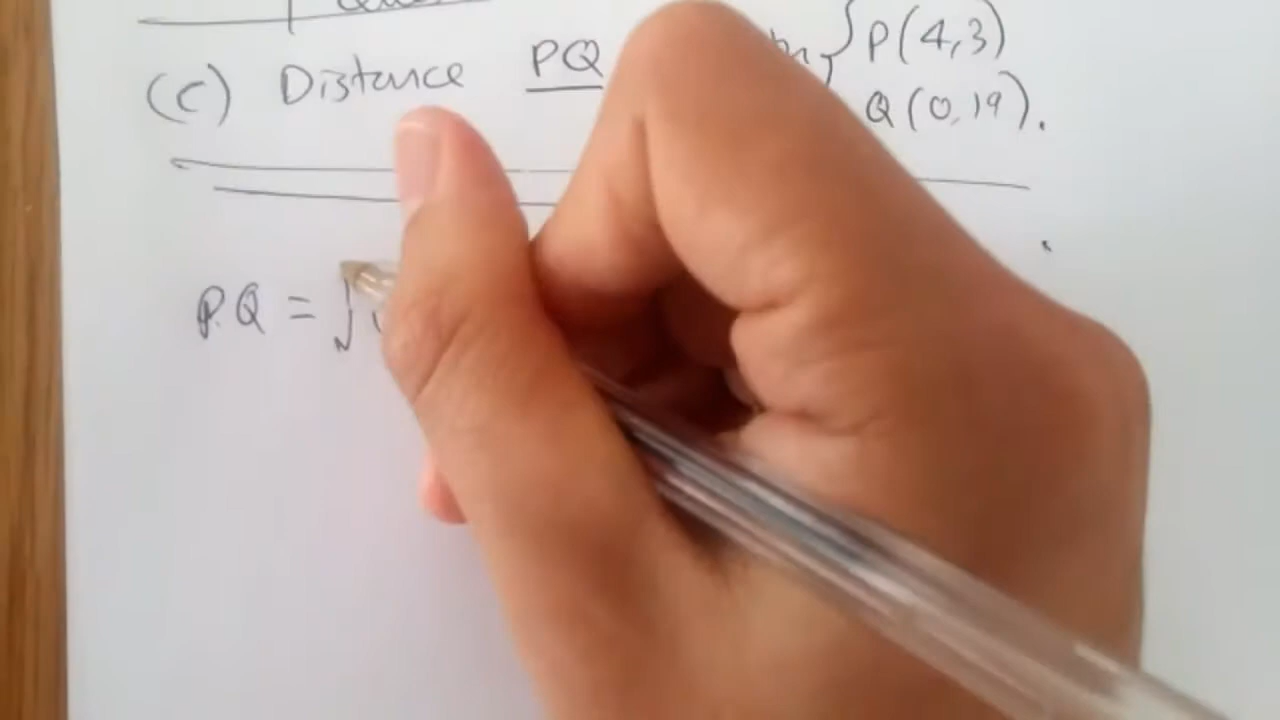 (c) Distance PQ { P(4,3)
Q(0,19).
PQ = √(